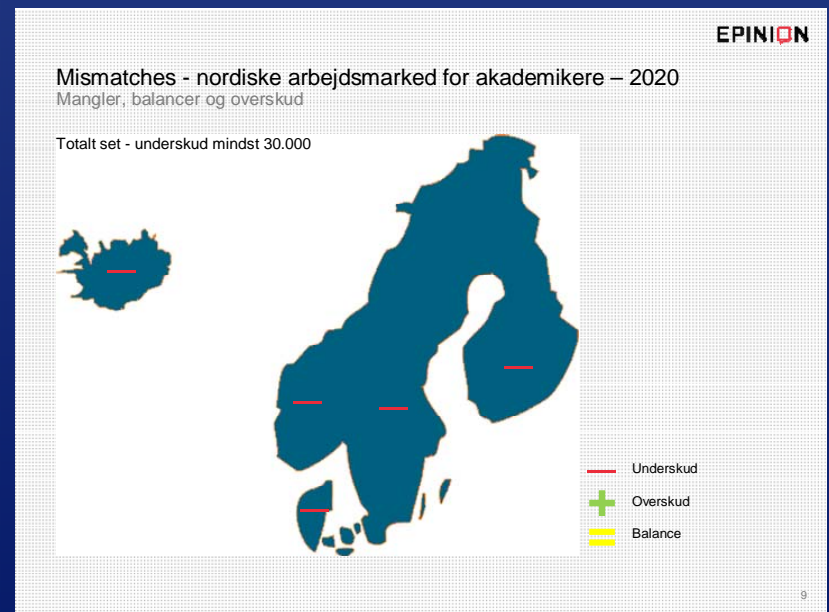 EPINION
Mismatches - nordiske arbejdsmarked for akademikere – 2020
Mangler, balancer og overskud
Totalt set - underskud mindst 30.000
Underskud
Overskud
Balance
9